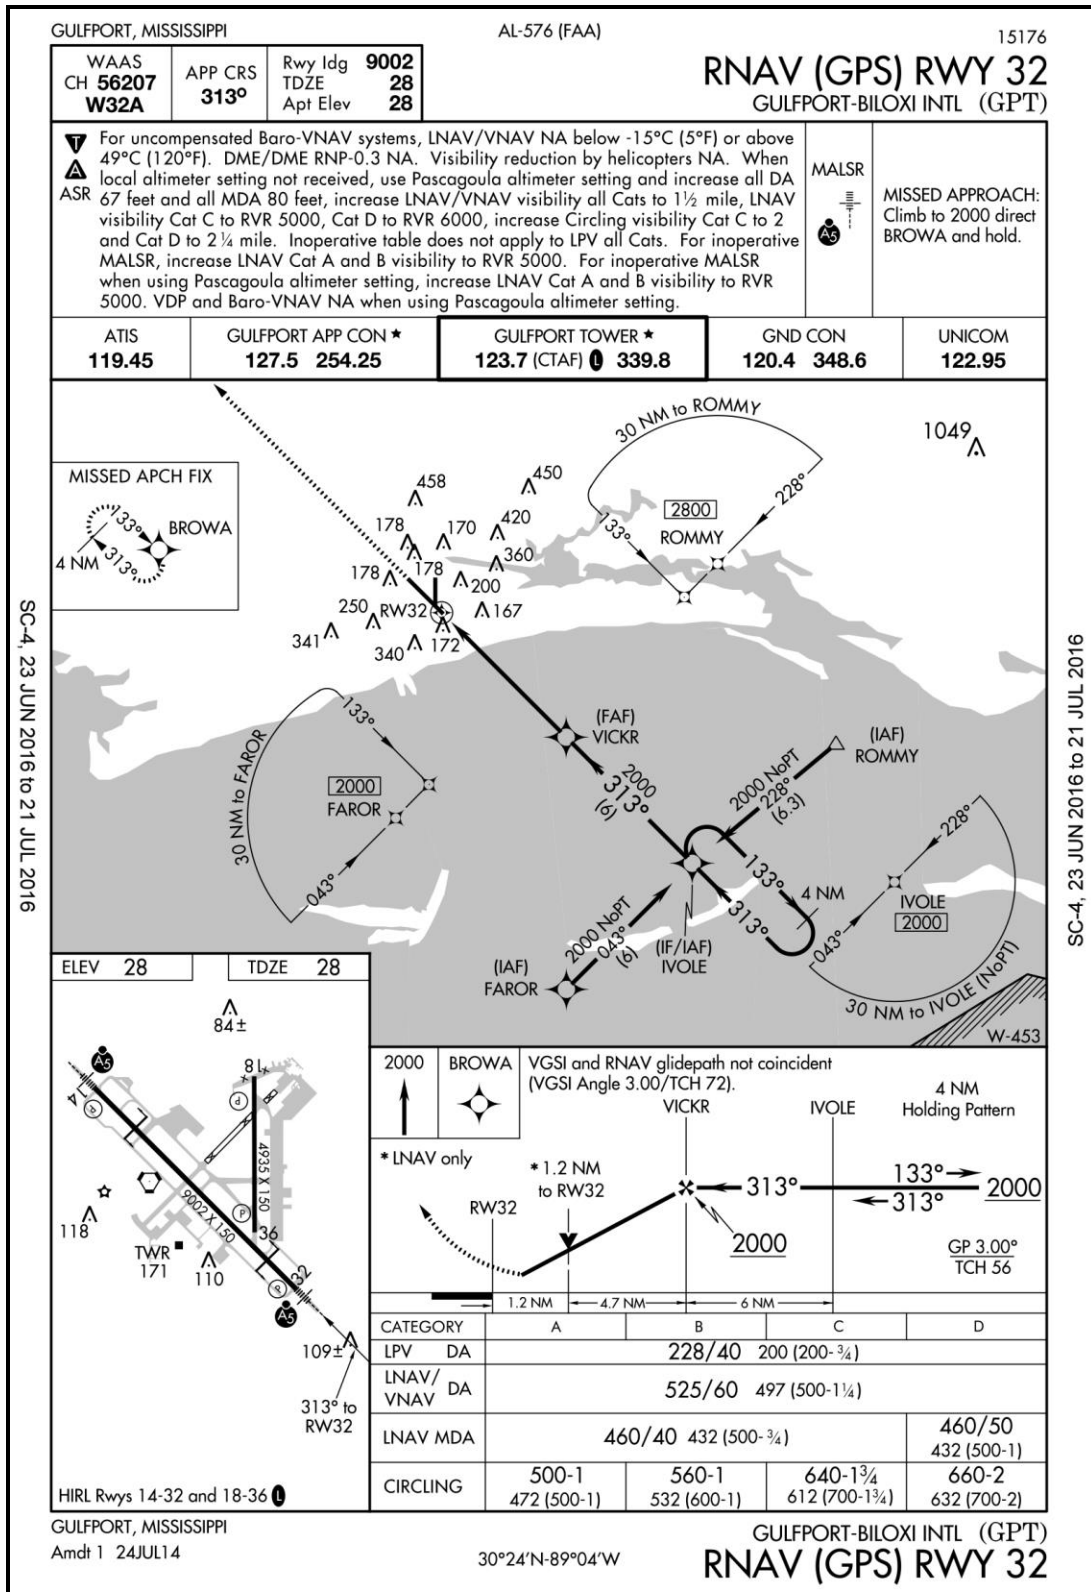 GULFPORT, MISSISSIPPI
AL-576 (FAA)
15176
WAAS
CH 56207
W32A
APP CRS
313°
Rwy Idg 9002
TDZE 28
Apt Elev 28
RNAV (GPS) RWY 32
GULFPORT-BILOXI INTL (GPT)
T
A
ASR
For uncompensated Baro-VNAV systems, LNAV/VNAV NA below -15°C (5°F) or above
49°C (120°F). DME/DME RNP-0.3 NA. Visibility reduction by helicopters NA. When
local altimeter setting not received, use Pascagoula altimeter setting and increase all DA
67 feet and all MDA 80 feet, increase LNAV/VNAV visibility all Cats to 1½ mile, LNAV
visibility Cat C to RVR 5000, Cat D to RVR 6000, increase Circling visibility Cat C to 2
and Cat D to 2¼ mile. Inoperative table does not apply to LPV all Cats. For inoperative
MALSR, increase LNAV Cat A and B visibility to RVR 5000. For inoperative MALSR
when using Pascagoula altimeter setting, increase LNAV Cat A and B visibility to RVR
5000. VDP and Baro-VNAV NA when using Pascagoula altimeter setting.
MALSR
A5
MISSED APPROACH:
Climb to 2000 direct
BROWA and hold.
ATIS
119.45
GULFPORT APP CON ★
127.5 254.25
GULFPORT TOWER ★
123.7 (CTAF) L 339.8
GND CON
120.4 348.6
UNICOM
122.95
30 NM to ROMMY
1049
MISSED APCH FIX
133°
BROWA
4 NM
313°
458
450
2800
ROMMY
228°
133°
178
170
420
178
360
178
200
250
RW32
167
341
340
172
133°
30 NM to FAROR
2000
FAROR
043°
(FAF)
VICKR
2000
313°
(6)
(IAF)
ROMMY
2000 NoPT
228°
(6.3)
133°
4 NM
313°
228°
IVOLE
2000
043°
30 NM to IVOLE (NoPT)
2000 NoPT
043°
(6)
(IF/IAF)
IVOLE
(IAF)
FAROR
W-453
SC-4, 23 JUN 2016 to 21 JUL 2016
SC-4, 23 JUN 2016 to 21 JUL 2016
ELEV 28
TDZE 28
84±
A5
14
P
18
P
4935 X 150
9002 X 150
118
P
36
TWR
171
110
P
32
A5
109±
313° to
RW32
HIRL Rwys 14-32 and 18-36 L
2000
BROWA
VGSI and RNAV glidepath not coincident
(VGSI Angle 3.00/TCH 72).
VICKR
IVOLE
4 NM
Holding Pattern
* LNAV only
* 1.2 NM
to RW32
RW32
313°
133°
313°
2000
2000
GP 3.00°
TCH 56
1.2 NM
4.7 NM
6 NM
CATEGORY A B C D
LPV DA 228/40 200 (200-¾)
LNAV/
VNAV DA 525/60 497 (500-1¼)
LNAV MDA 460/40 432 (500-¾) 460/50
432 (500-1)
CIRCLING 500-1 560-1 640-1¾ 660-2
472 (500-1) 532 (600-1) 612 (700-1¾) 632 (700-2)
GULFPORT, MISSISSIPPI
Amdt 1 24JUL14
30°24'N-89°04'W
GULFPORT-BILOXI INTL (GPT)
RNAV (GPS) RWY 32